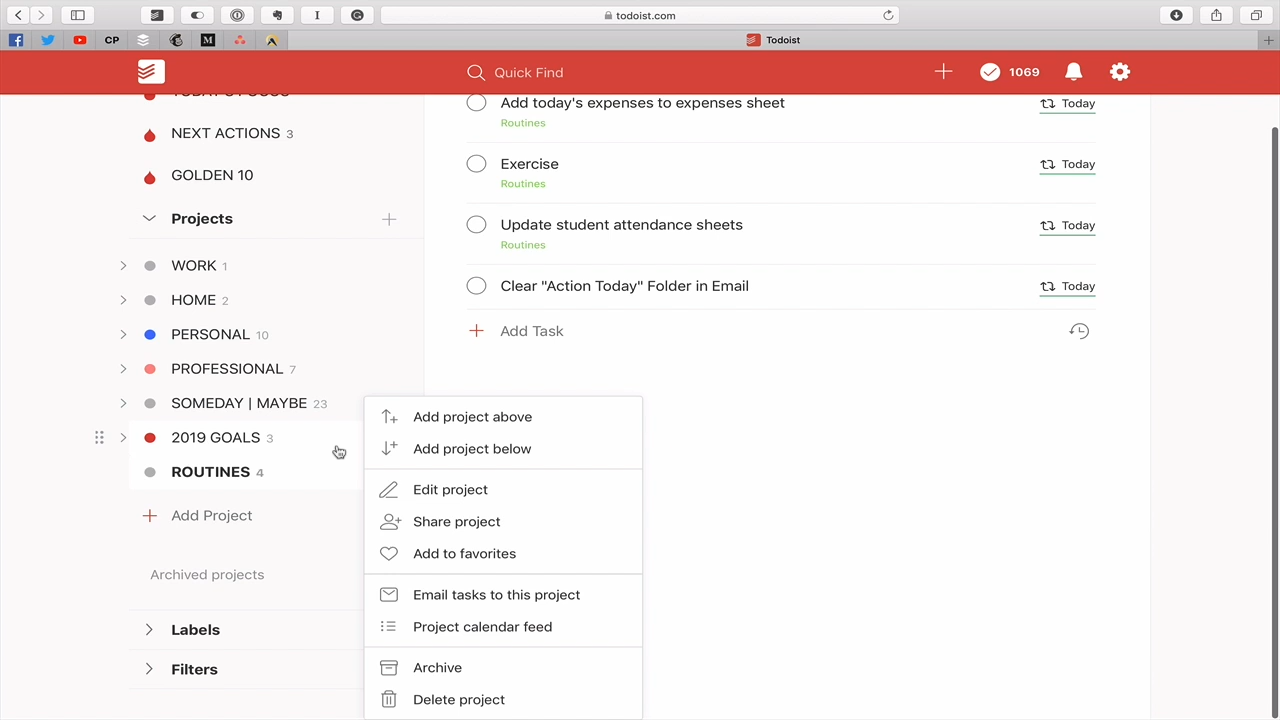 todoist.com
CP
M
Todoist
Quick Find
1069
NEXT ACTIONS 3
GOLDEN 10
Projects
WORK 1
HOME 2
PERSONAL 10
PROFESSIONAL 7
SOMEDAY | MAYBE 23
2019 GOALS 3
ROUTINES 4
Add Project
Archived projects
Labels
Filters
Add today's expenses to expenses sheet
Today
Routines
Exercise
Today
Routines
Update student attendance sheets
Today
Routines
Clear "Action Today" Folder in Email
Today
Add Task
Add project above
Add project below
Edit project
Share project
Add to favorites
Email tasks to this project
Project calendar feed
Archive
Delete project